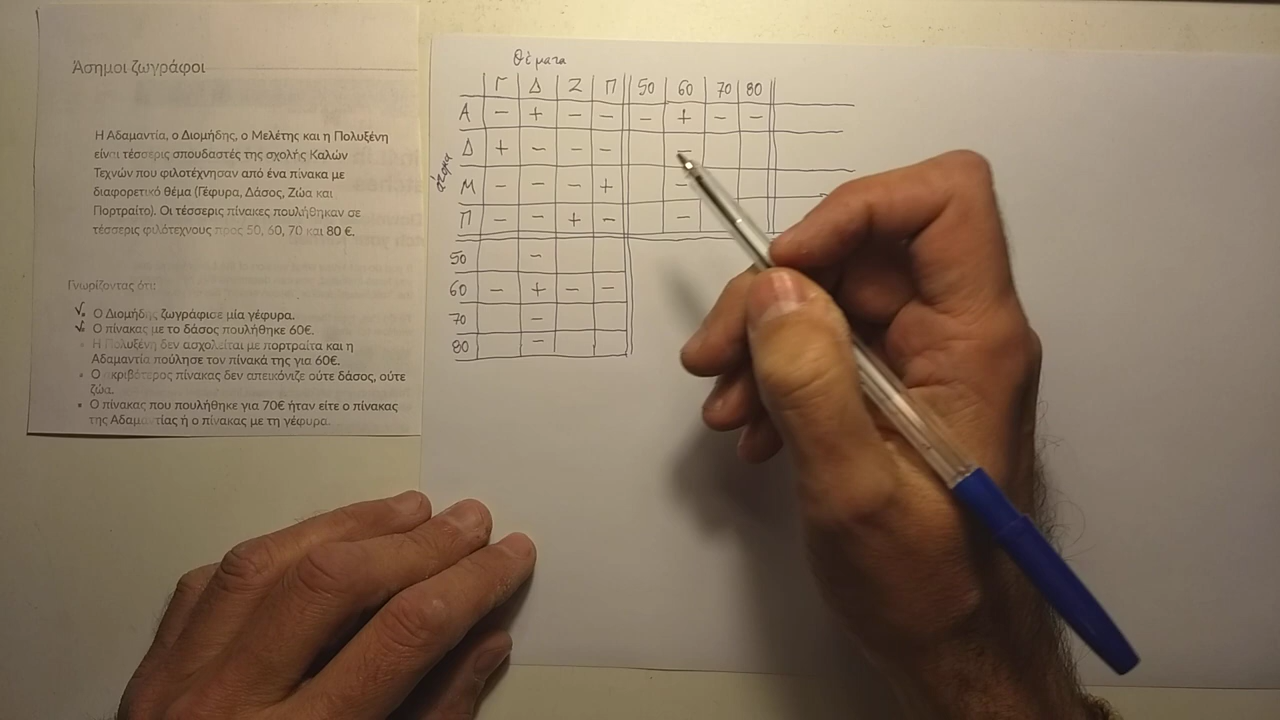 Άσημοι ζωγράφοι
Η Αδαμαντία, ο Διομήδης, ο Μελέτης και η Πολυξένη
είναι τέσσερις σπουδαστές της σχολής Καλών
Τεχνών που φιλοτέχνησαν από ένα πίνακα με
διαφορετικό θέμα (Γέφυρα, Δάσος, Ζώα και
Πορτραίτο). Οι τέσσερις πίνακες πουλήθηκαν σε
τέσσερις φιλότεχνους προς 50, 60, 70 και 80 €.
Γνωρίζοντας ότι:
✓• Ο Διομήδης ζωγράφισε μία γέφυρα.
✓• Ο πίνακας με το δάσος πουλήθηκε 60€.
• Η Πολυξένη δεν ασχολείται με πορτραίτα και η
Αδαμαντία πούλησε τον πίνακά της για 60€.
• Ο ακριβότερος πίνακας δεν απεικόνιζε ούτε δάσος, ούτε
ζώα.
• Ο πίνακας που πουλήθηκε για 70€ ήταν είτε ο πίνακας
της Αδαμαντίας ή ο πίνακας με τη γέφυρα.
Θέματα
Γ Δ Ζ Π 50 60 70 80
άτομα
Α - + - - - + - -
Δ + - - - -
Μ - - - + -
Π - - + - -
50 -
60 - + - -
70 -
80 -